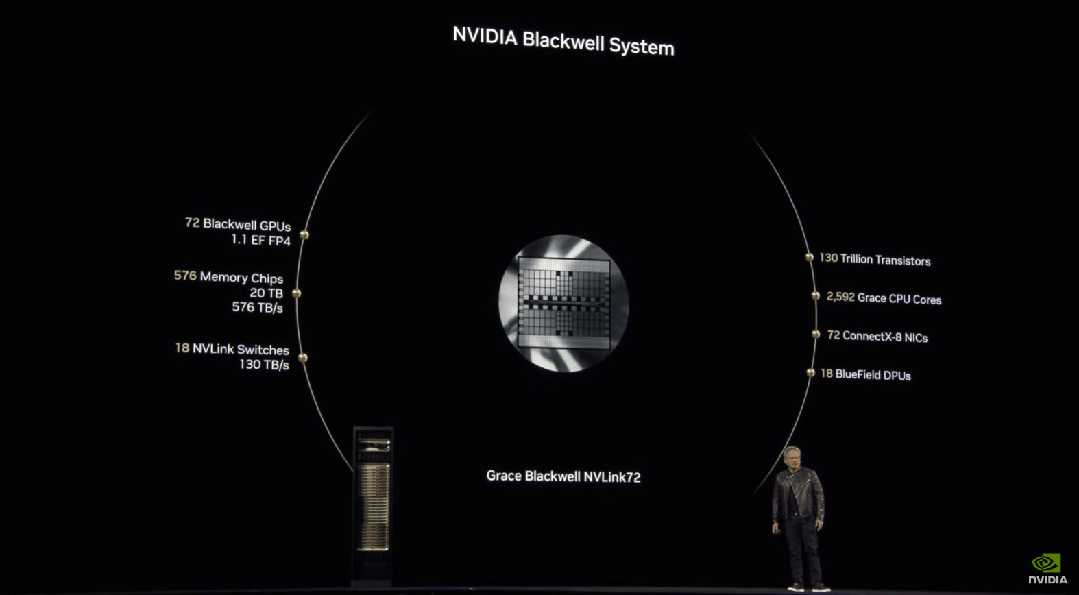 NVIDIA Blackwell System
72 Blackwell GPUs
1.1 EF FP4
576 Memory Chips
20 TB
576 TB/s
18 NVLink Switches
130 TB/s
130 Trillion Transistors
2,592 Grace CPU Cores
72 ConnectX-8 NICs
18 BlueField DPUs
Grace Blackwell NVLink72
NVIDIA